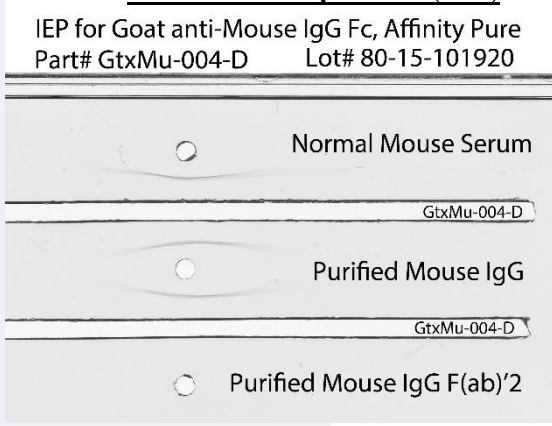 IEP for Goat anti-Mouse IgG Fc, Affinity Pure
Part# GtxMu-004-D Lot# 80-15-101920
Normal Mouse Serum
GtxMu-004-D
Purified Mouse IgG
GtxMu-004-D
Purified Mouse IgG F(ab)’2